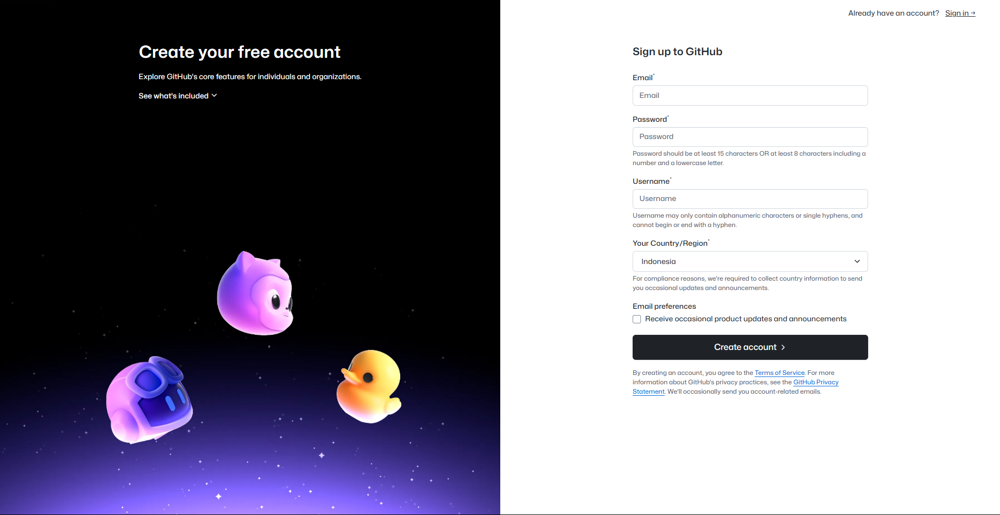 Already have an account? Sign in →
Create your free account
Explore GitHub's core features for individuals and organizations.
See what's included
Sign up to GitHub
Email*
Email
Password*
Password
Password should be at least 15 characters OR at least 8 characters including a
number and a lowercase letter.
Username*
Username
Username may only contain alphanumeric characters or single hyphens, and
cannot begin or end with a hyphen.
Your Country/Region*
Indonesia
For compliance reasons, we're required to collect country information to send
you occasional updates and announcements.
Email preferences
Receive occasional product updates and announcements
Create account
By creating an account, you agree to the Terms of Service. For more
information about GitHub's privacy practices, see the GitHub Privacy
Statement. We'll occasionally send you account-related emails.